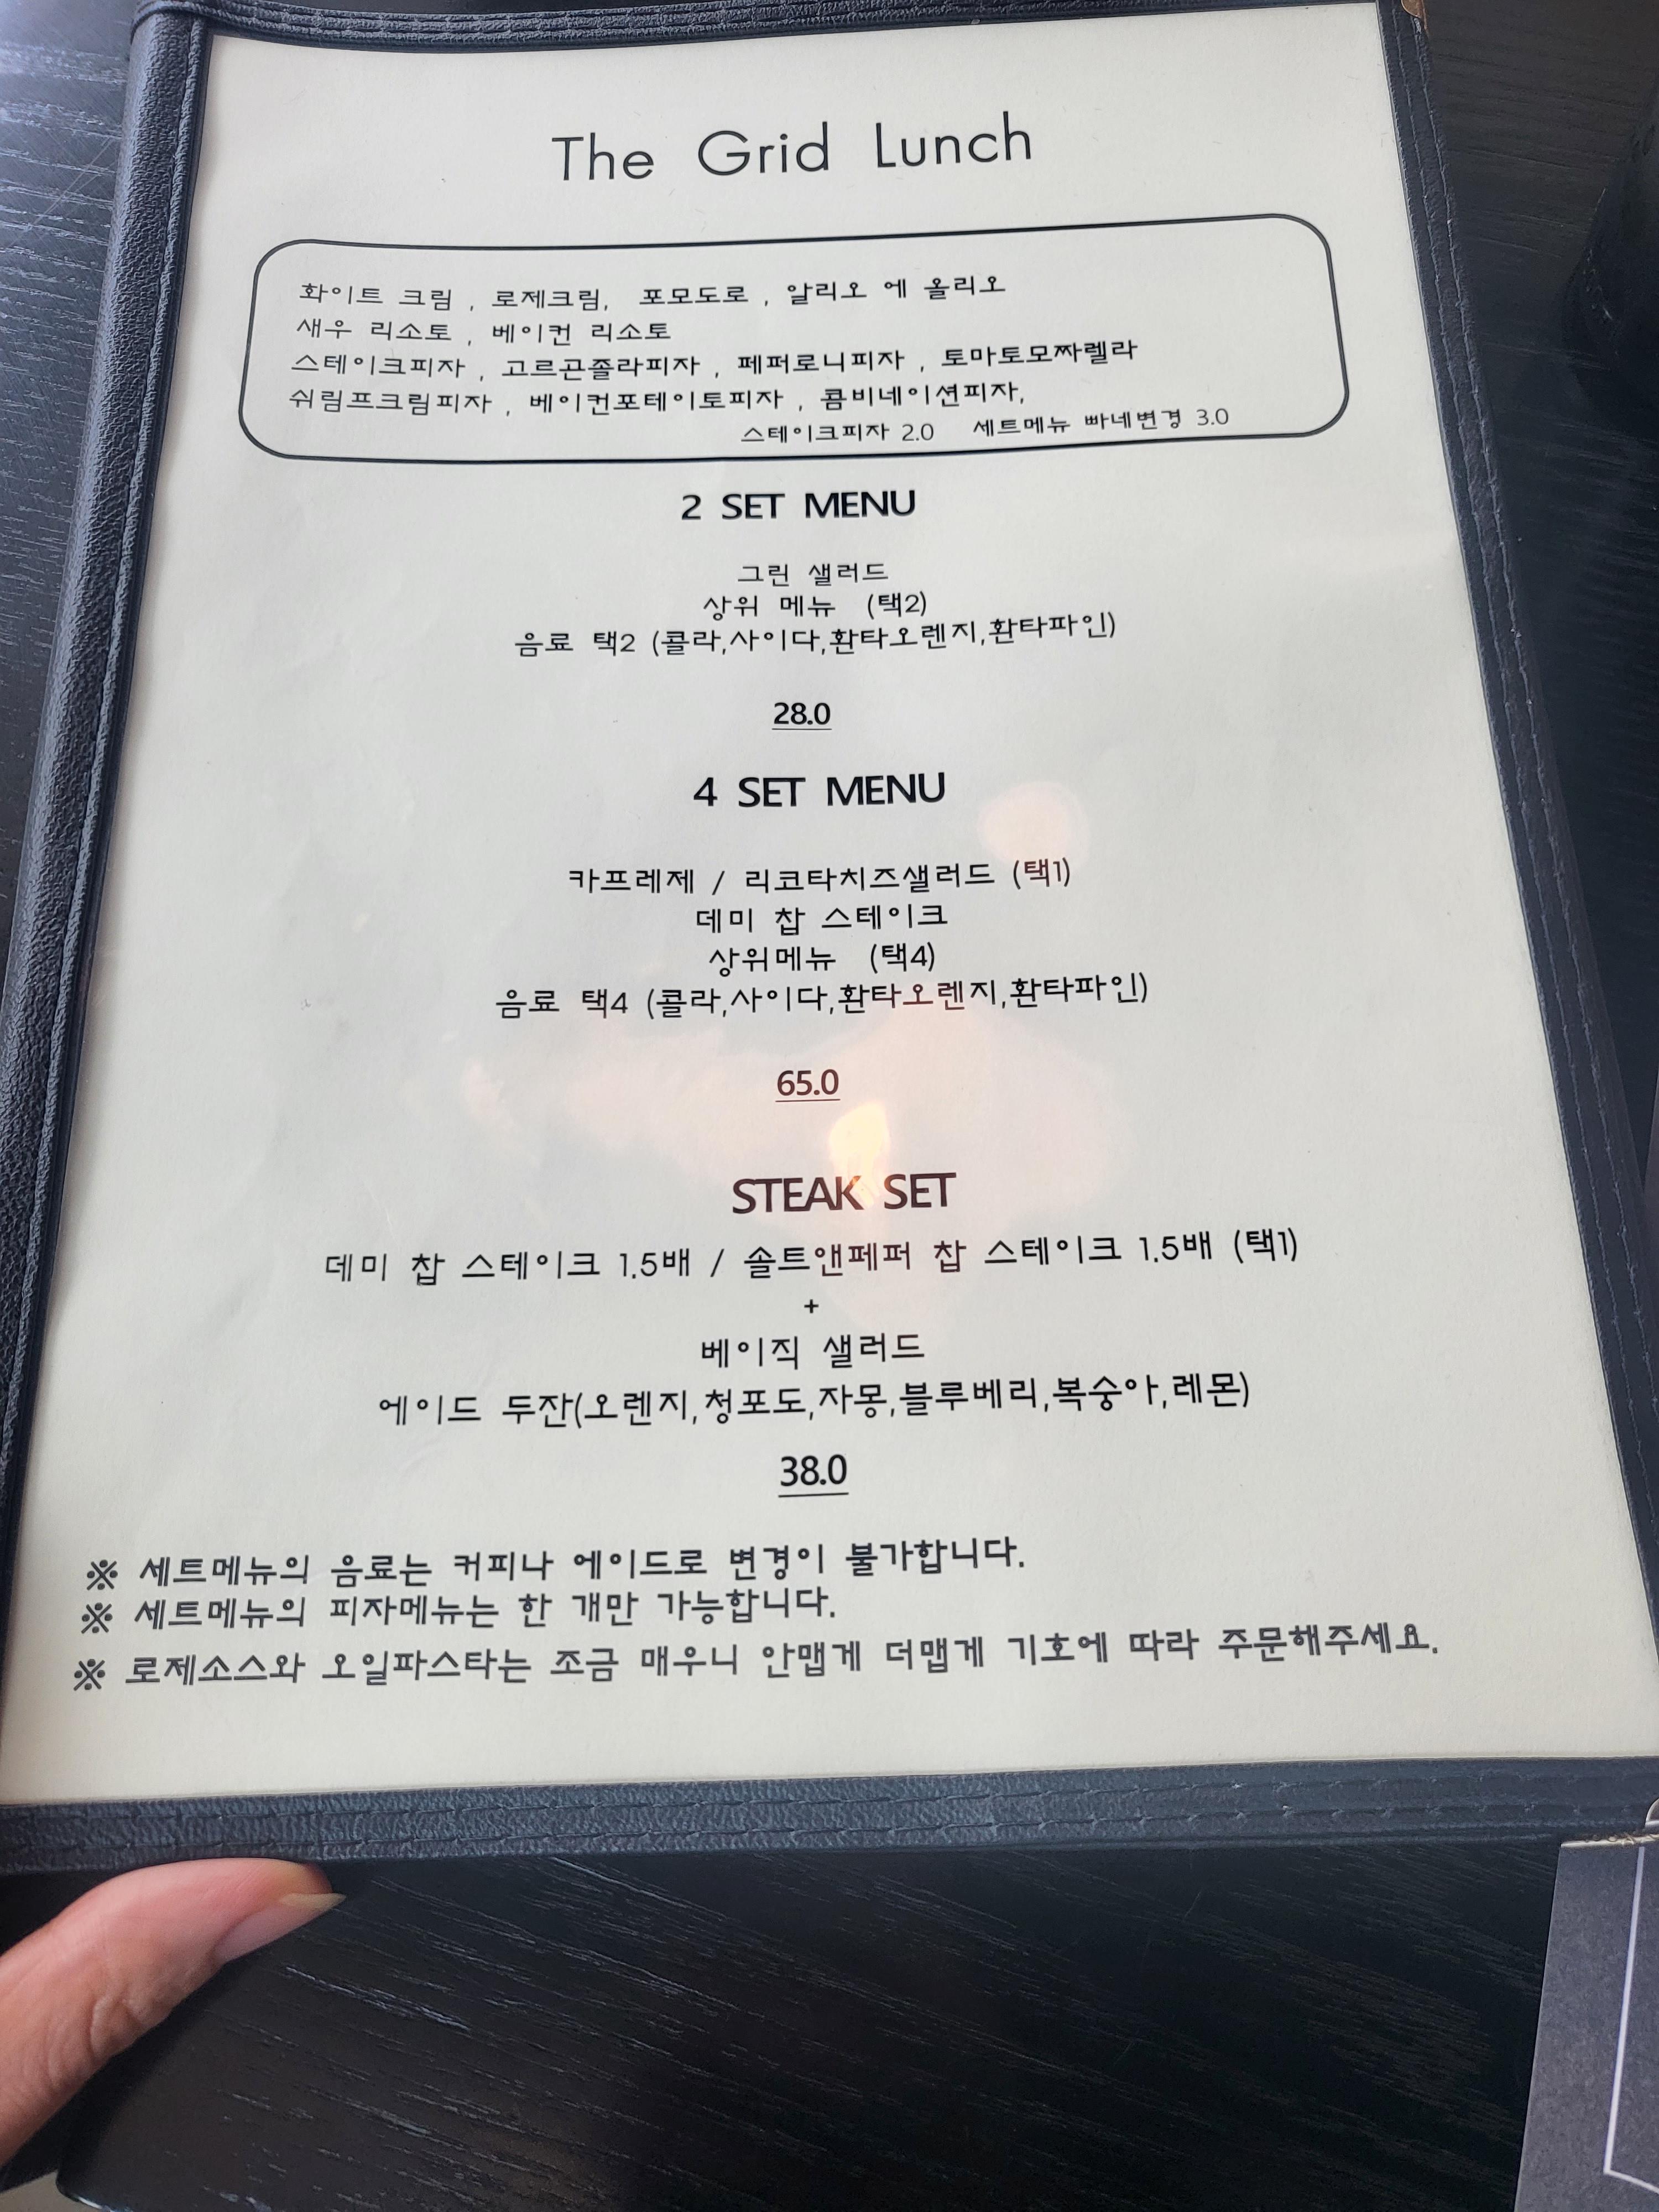 The Grid Lunch
화이트 크림 , 로제크림, 포모도로 , 알리오 에 올리오
새우 리소토 , 베이컨 리소토
스테이크피자 , 고르곤졸라피자 , 페퍼로니피자 , 토마토모짜렐라
쉬림프크림피자 , 베이컨포테이토피자 , 콤비네이션피자,
스테이크피자 2.0 세트메뉴 빠네변경 3.0
2 SET MENU
그린 샐러드
상위 메뉴 (택2)
음료 택2 (콜라,사이다,환타오렌지,환타파인)
28.0
4 SET MENU
카프레제 / 리코타치즈샐러드 (택1)
데미 찹 스테이크
상위메뉴 (택4)
음료 택4 (콜라,사이다,환타오렌지,환타파인)
65.0
STEAK SET
데미 찹 스테이크 1.5배 / 솔트앤페퍼 찹 스테이크 1.5배 (택1)
+
베이직 샐러드
에이드 두잔(오렌지,청포도,자몽,블루베리,복숭아,레몬)
38.0
※ 세트메뉴의 음료는 커피나 에이드로 변경이 불가합니다.
※ 세트메뉴의 피자메뉴는 한 개만 가능합니다.
※ 로제소스와 오일파스타는 조금 매우니 안맵게 더맵게 기호에 따라 주문해주세요.